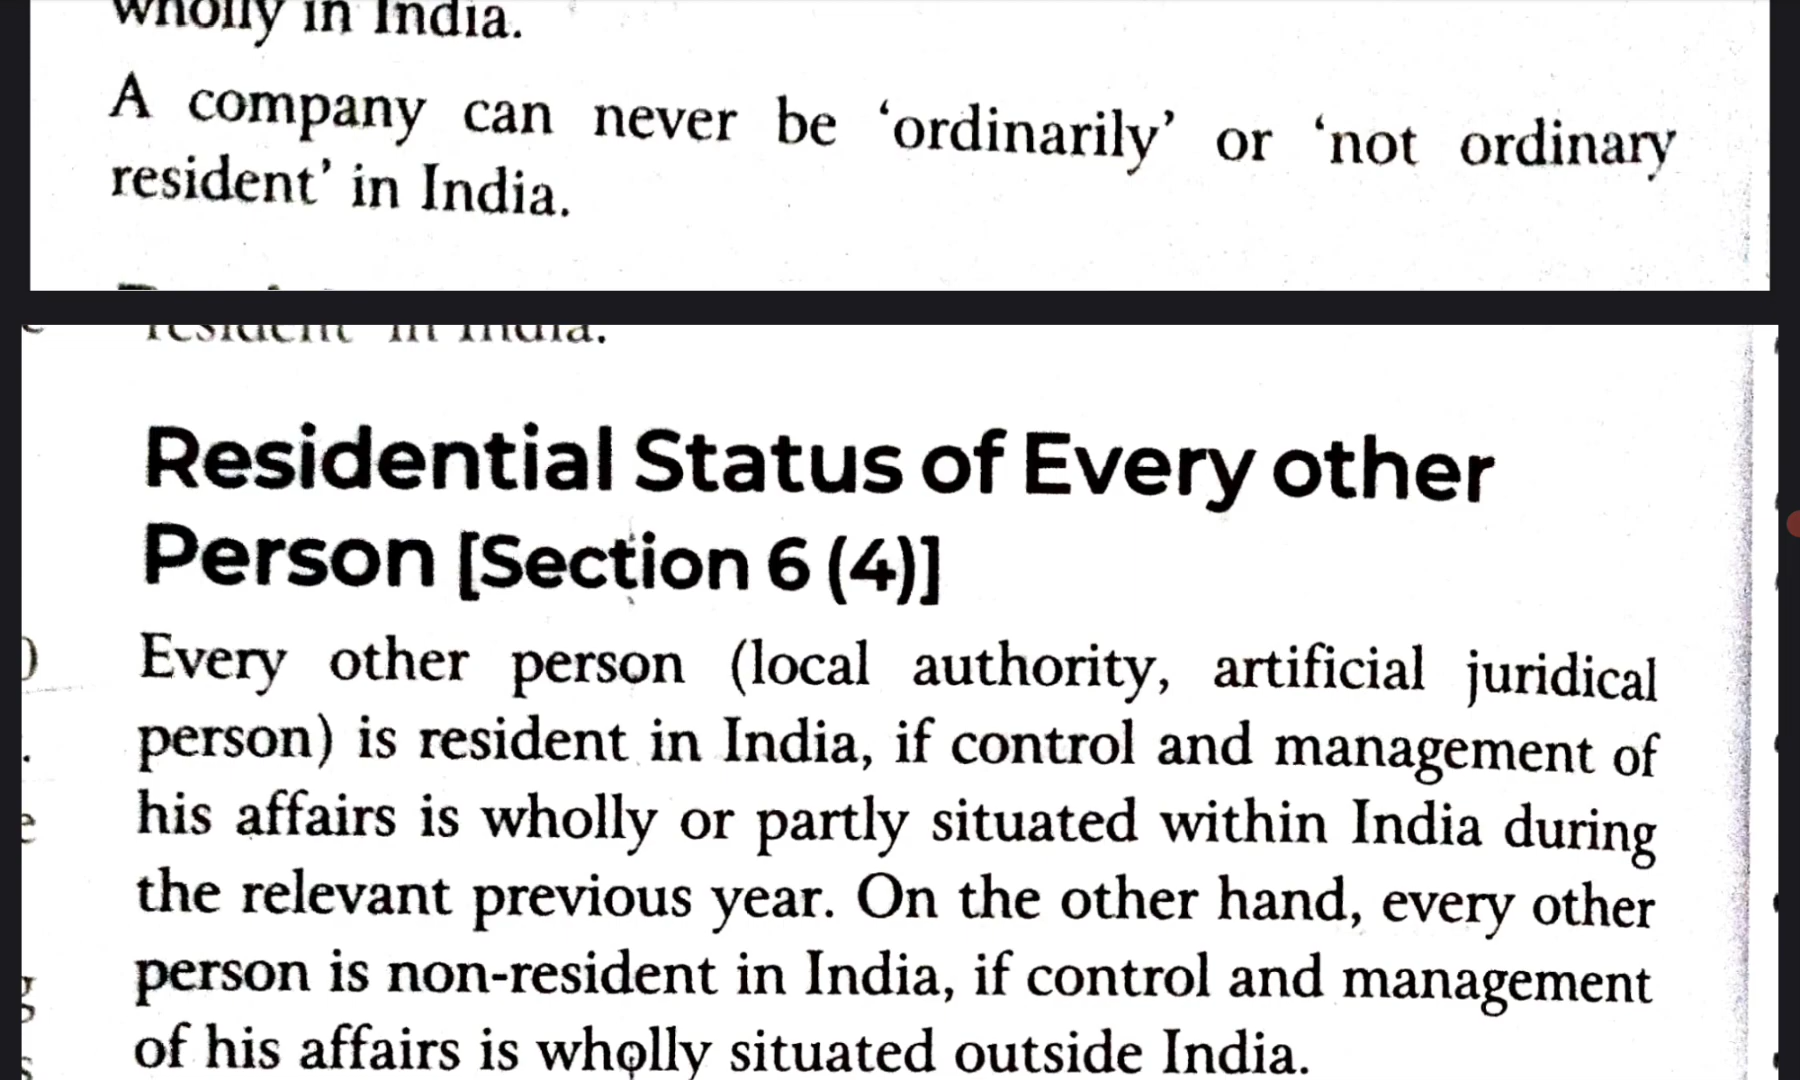 wholly in India.
A company can never be ‘ordinarily’ or ‘not ordinary
resident’ in India.
resident’ in India.
Residential Status of Every other
Person [Section 6 (4)]
Every other person (local authority, artificial juridical
person) is resident in India, if control and management of
his affairs is wholly or partly situated within India during
the relevant previous year. On the other hand, every other
person is non-resident in India, if control and management
of his affairs is wholly situated outside India.